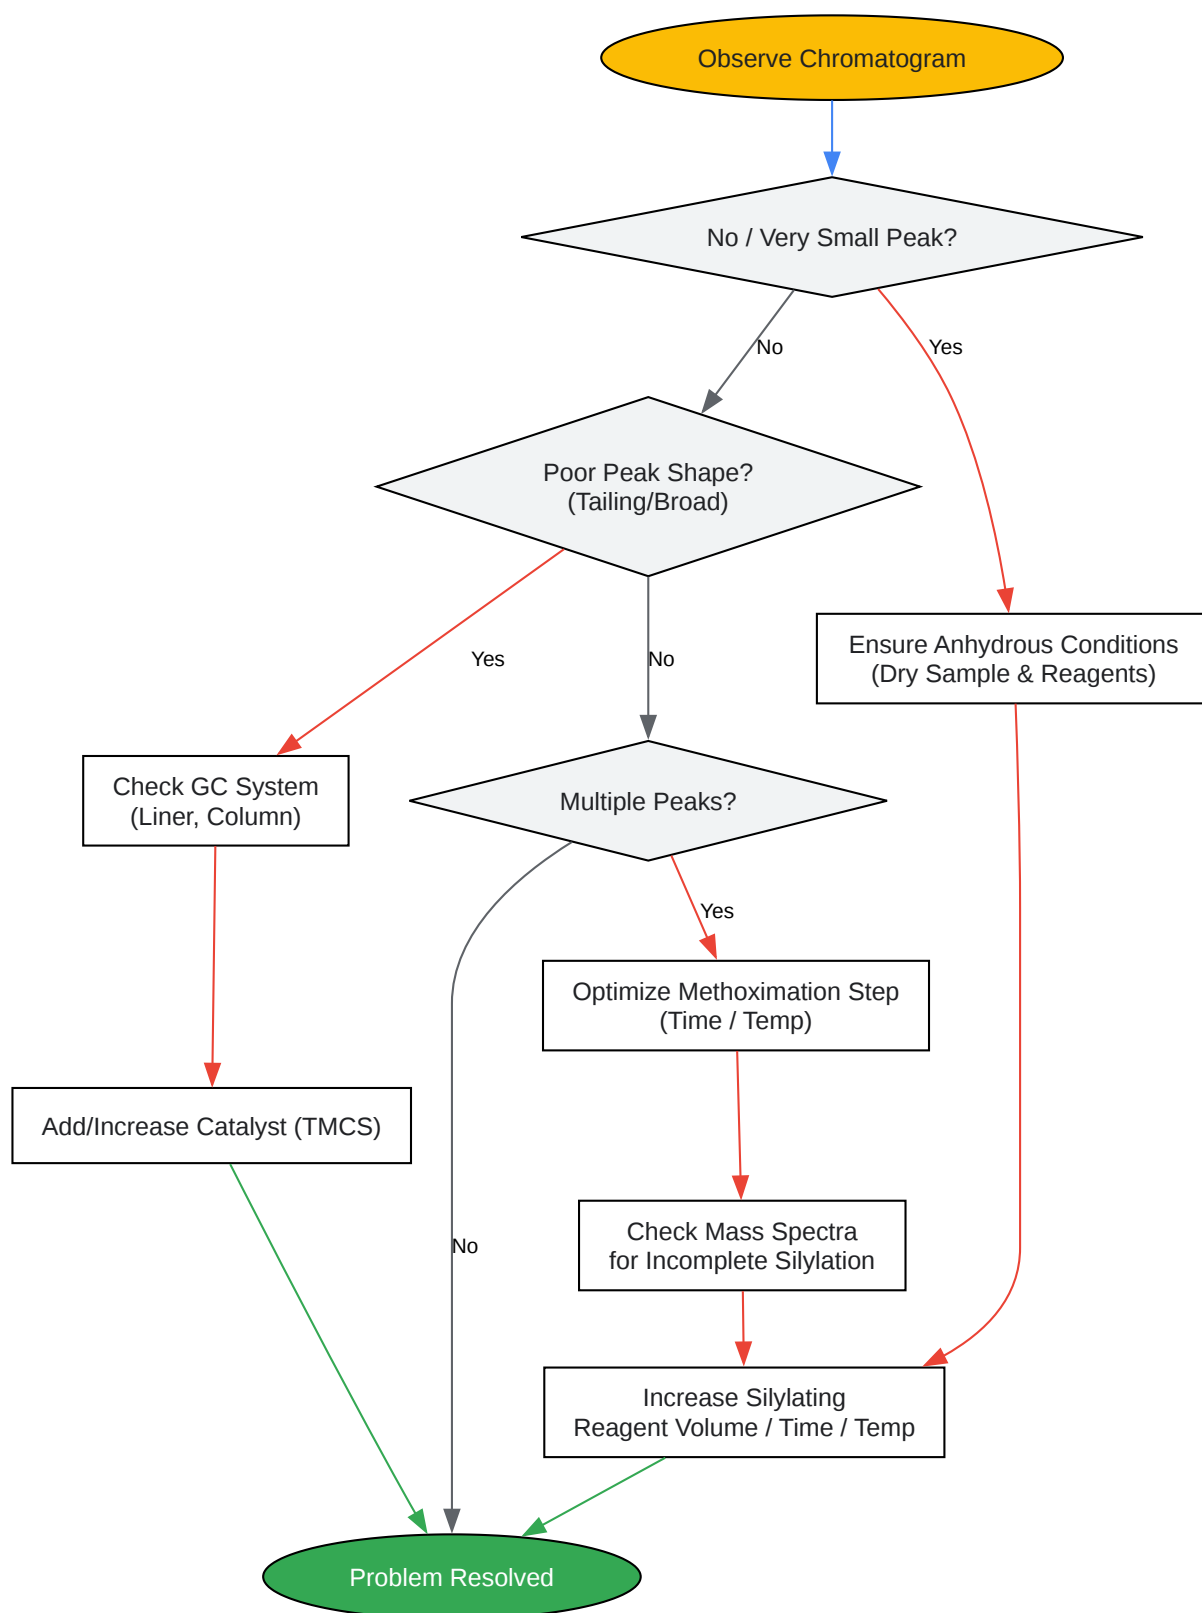 Observe Chromatogram
No / Very Small Peak?
No
Yes
Poor Peak Shape?
(Tailing/Broad)
Ensure Anhydrous Conditions
(Dry Sample & Reagents)
Yes
No
Check GC System
(Liner, Column)
Multiple Peaks?
Yes
Optimize Methoximation Step
(Time / Temp)
Add/Increase Catalyst (TMCS)
Check Mass Spectra
for Incomplete Silylation
No
Increase Silylating
Reagent Volume / Time / Temp
Problem Resolved